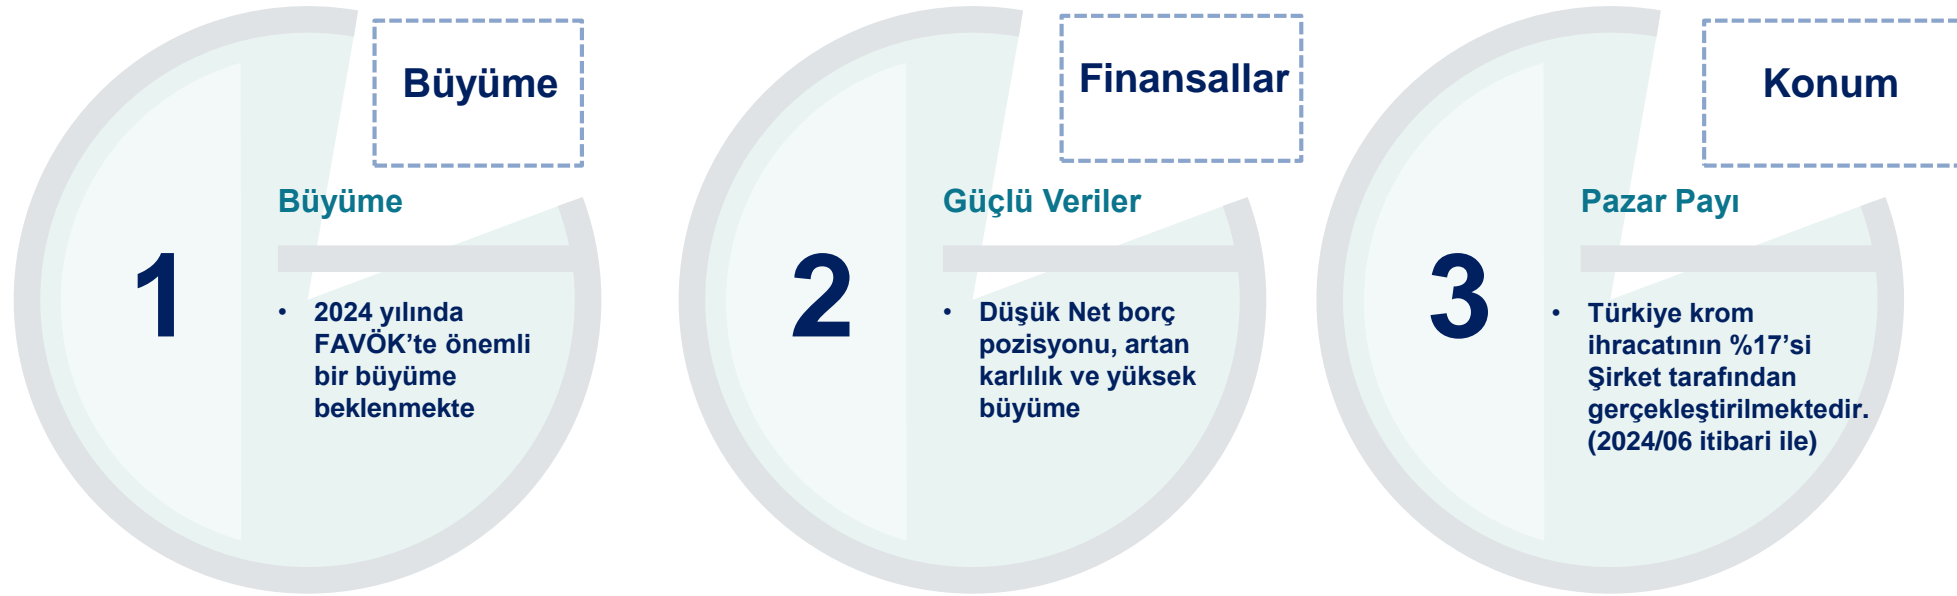 Büyüme
Büyüme
1
• 2024 yılında
FAVÖK’te önemli
bir büyüme
beklenmekte
Finansallar
Güçlü Veriler
2
• Düşük Net borç
pozisyonu, artan
karlılık ve yüksek
büyüme
Konum
Pazar Payı
3
• Türkiye krom
ihracatının %17’si
Şirket tarafından
gerçekleştirilmektedir.
(2024/06 itibari ile)